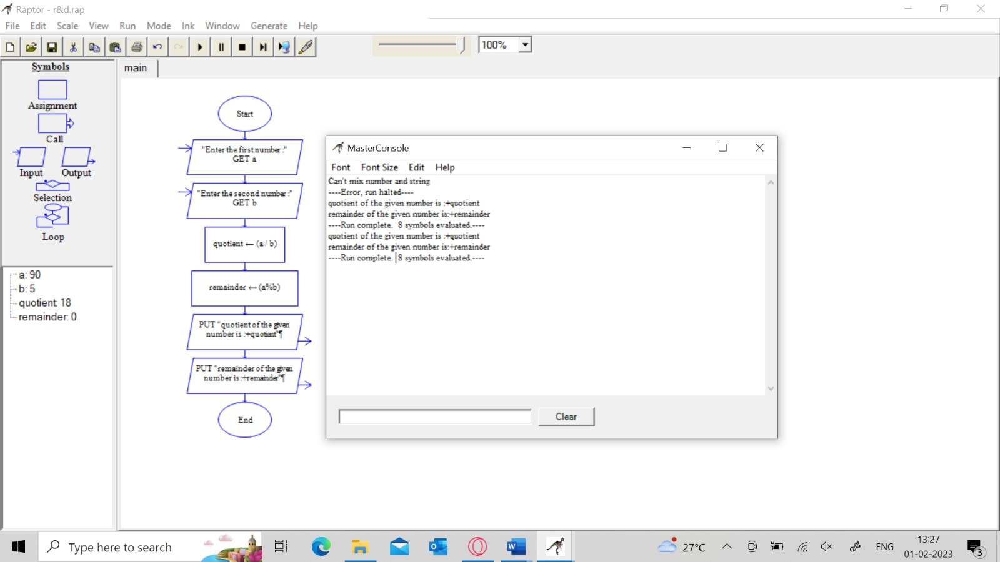 Raptor - r&d.rap
File Edit Scale View Run Mode Ink Window Generate Help
100%
Symbols
Assignment
Call
Input Output
Selection
Loop
a: 90
b: 5
quotient: 18
remainder: 0
main
Start
"Enter the first number :"
GET a
"Enter the second number :"
GET b
quotient ← (a / b)
remainder ← (a%b)
PUT "quotient of the given
number is :+quotient"¶
PUT "remainder of the given
number is:+remainder"¶
End
MasterConsole
Font Font Size Edit Help
Can't mix number and string
----Error, run halted----
quotient of the given number is :+quotient
remainder of the given number is:+remainder
----Run complete.  8 symbols evaluated.----
quotient of the given number is :+quotient
remainder of the given number is:+remainder
----Run complete.  8 symbols evaluated.----
Clear
Type here to search
27°C
ENG
13:27
01-02-2023
3